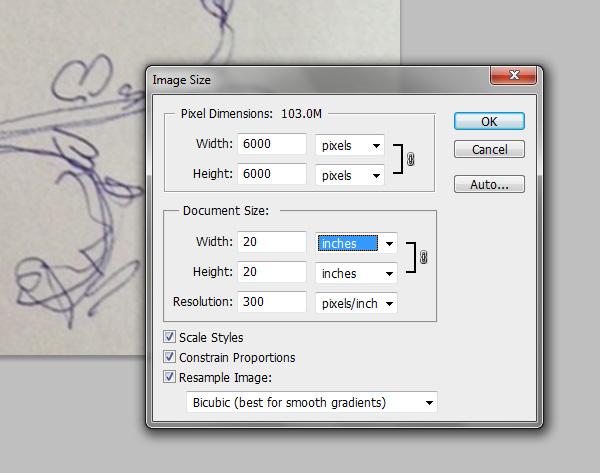 Image Size
Pixel Dimensions: 103.0M
Width: 6000 pixels
Height: 6000 pixels
Document Size:
Width: 20 inches
Height: 20 inches
Resolution: 300 pixels/inch
Scale Styles
Constrain Proportions
Resample Image:
Bicubic (best for smooth gradients)
OK
Cancel
Auto...